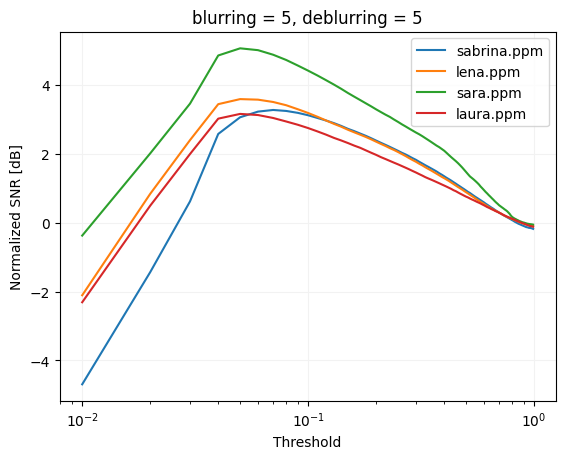 blurring = 5, deblurring = 5
Normalized SNR [dB]
4
2
0
−2
−4
sabrina.ppm
lena.ppm
sara.ppm
laura.ppm
10⁻²
10⁻¹
10⁰
Threshold